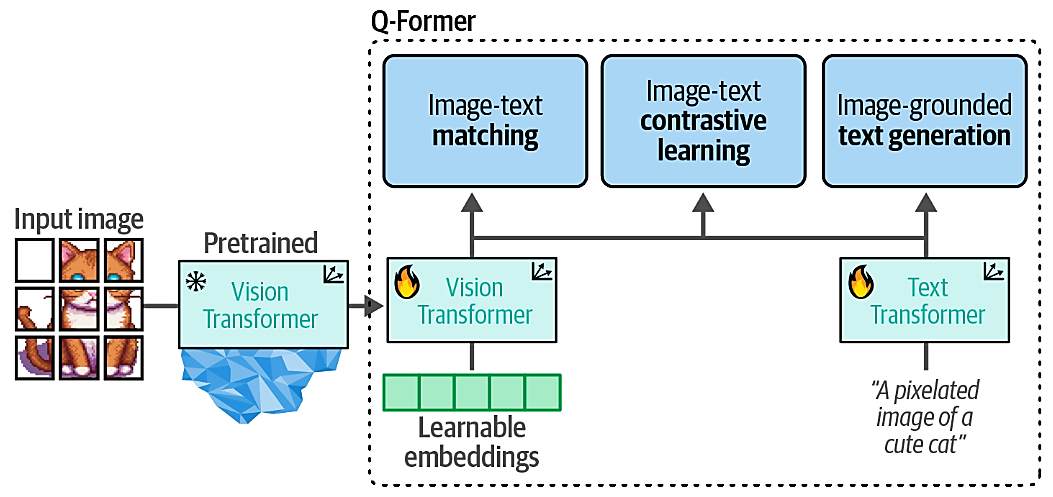 Q-Former
Image-text
matching
Image-text
contrastive
learning
Image-grounded
text generation
Input image
Pretrained
Vision
Transformer
Vision
Transformer
Text
Transformer
Learnable
embeddings
"A pixelated
image of a
cute cat"